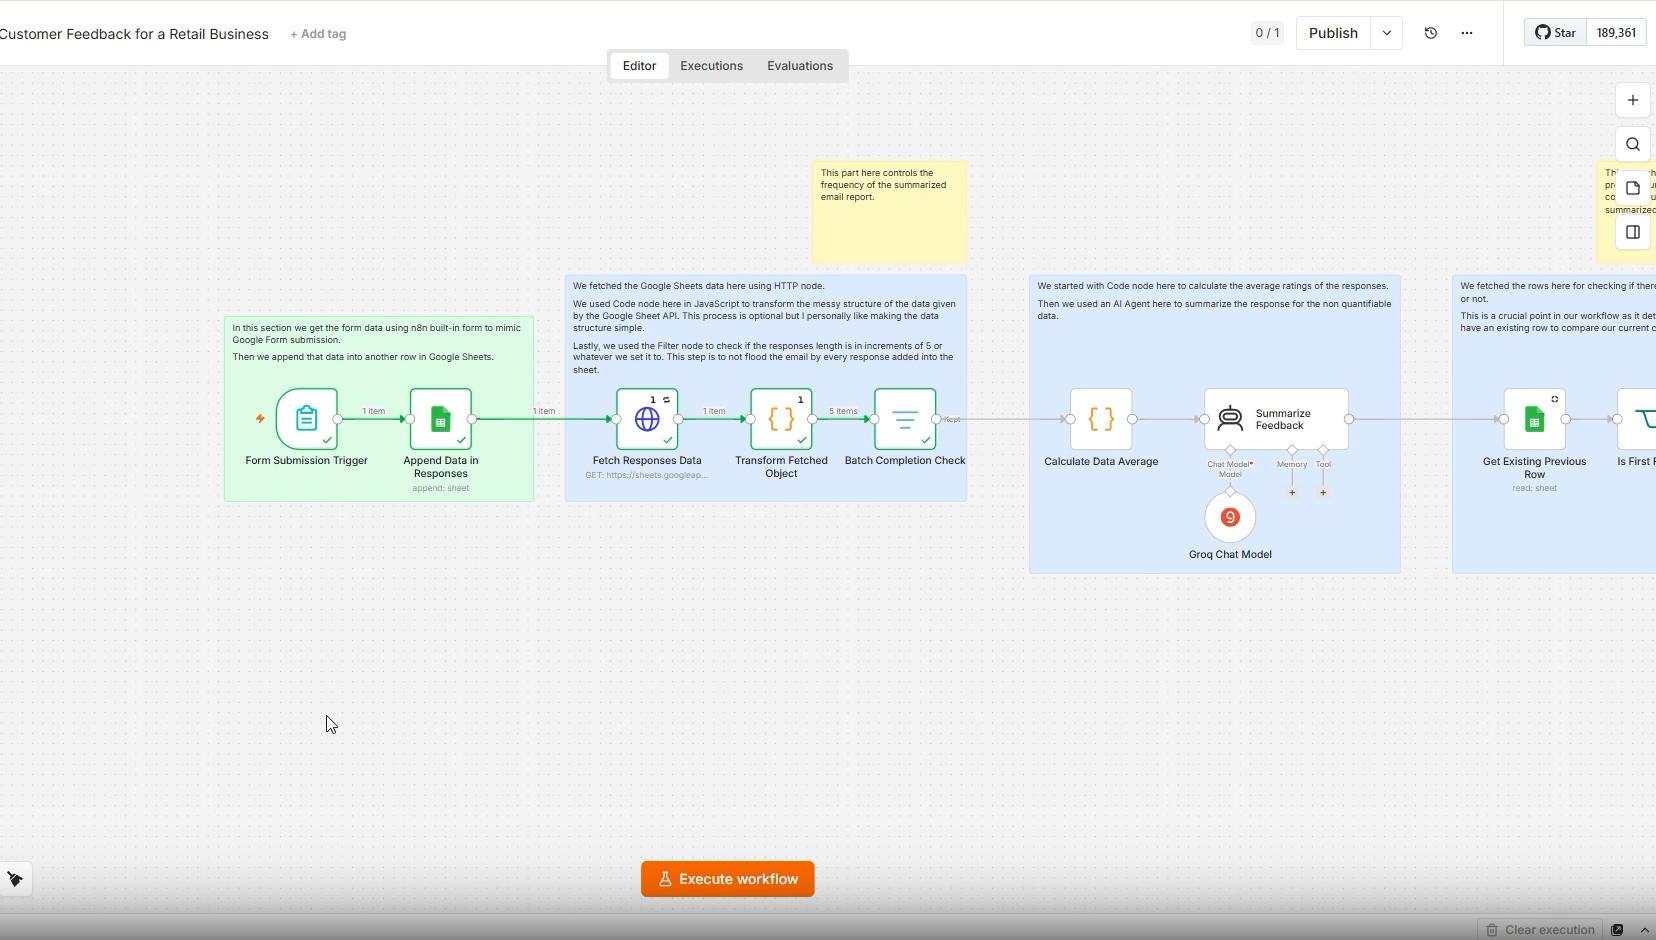 Customer Feedback for a Retail Business
+ Add tag
0 / 1
Publish
Star
189,361
Editor
Executions
Evaluations
This part here controls the
frequency of the summarized
email report.
summarized
We fetched the Google Sheets data here using HTTP node.
We used Code node here in JavaScript to transform the messy structure of the data given
by the Google Sheet API. This process is optional but I personally like making the data
structure simple.
Lastly, we used the Filter node to check if the responses length is in increments of 5 or
whatever we set it to. This step is to not flood the email by every response added into the
sheet.
We started with Code node here to calculate the average ratings of the responses.
Then we used an AI Agent here to summarize the response for the non quantifiable
data.
We fetched the rows here for checking if
or not.
This is a crucial point in our workflow as it
have an existing row to compare our current
In this section we get the form data using n8n built-in form to mimic
Google Form submission.
Then we append that data into another row in Google Sheets.
1 item
1 item
1
1 item
1
5 items
Kept
Form Submission Trigger
Append Data in
Responses
append: sheet
Fetch Responses Data
GET: https://sheets.googleap...
Transform Fetched
Object
Batch Completion Check
Calculate Data Average
Summarize
Feedback
Chat Model*
Model
Memory
Tool
Groq Chat Model
Get Existing Previous
Row
read: sheet
Is First
Execute workflow
Clear execution